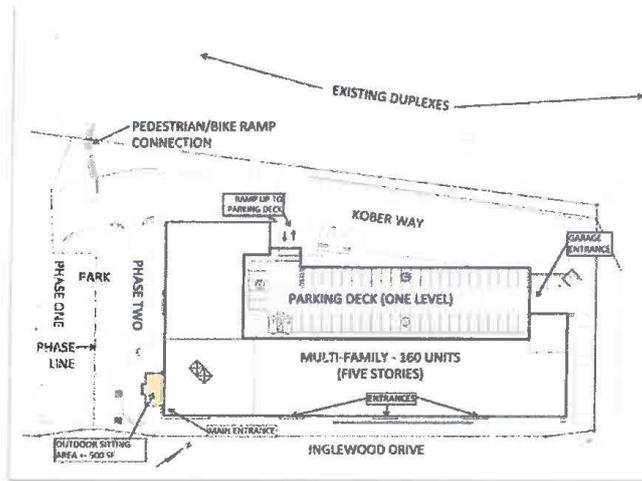 EXISTING DUPLEXES
PEDESTRIAN/BIKE RAMP
CONNECTION
RAMP UP TO
PARKING DECK
KOBER WAY
GARAGE
ENTRANCE
PHASE ONE
PARK
PHASE TWO
PARKING DECK (ONE LEVEL)
PHASE
LINE
MULTI-FAMILY - 160 UNITS
(FIVE STORIES)
ENTRANCES
MAIN ENTRANCE
OUTDOOR SITTING
AREA +- 500 SF
INGLEWOOD DRIVE